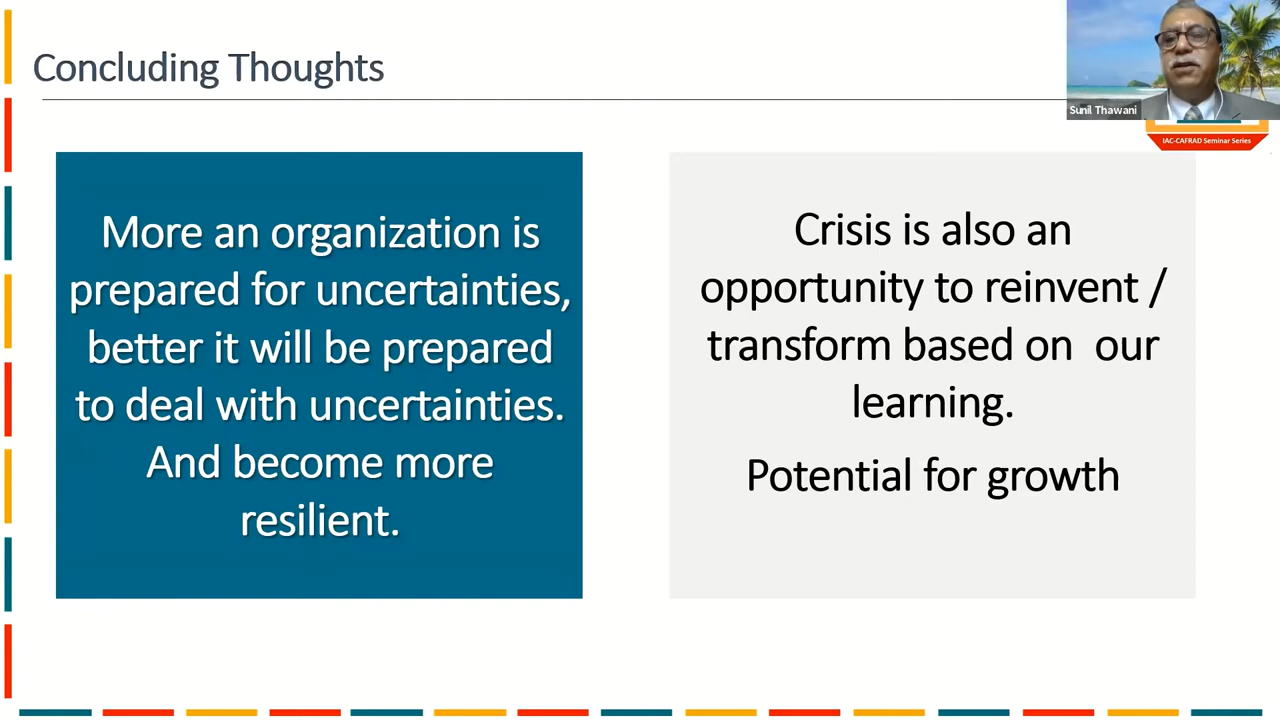 Concluding Thoughts
Sunil Thawani
IAC-CAFRAD Seminar Series
More an organization is
prepared for uncertainties,
better it will be prepared
to deal with uncertainties.
And become more
resilient.
Crisis is also an
opportunity to reinvent /
transform based on  our
learning.
Potential for growth